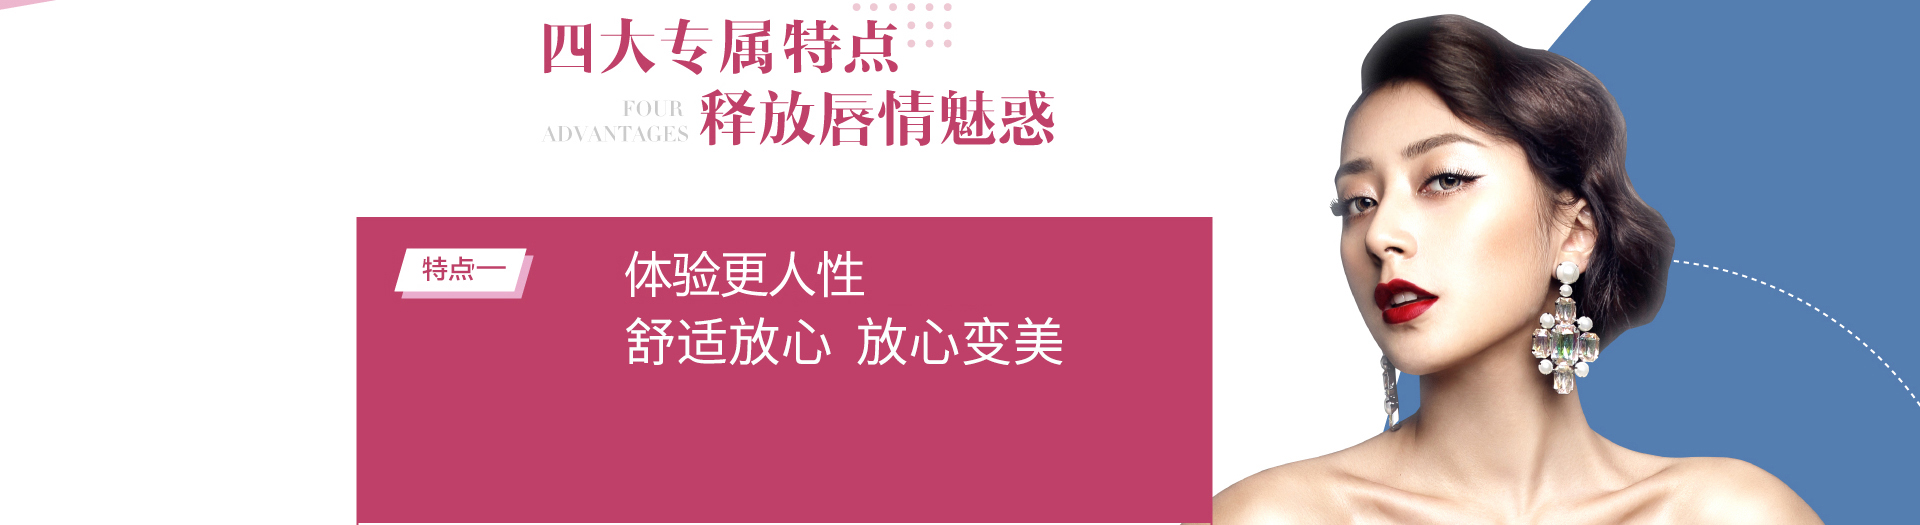 四大专属特点
FOUR
ADVANTAGES
释放唇情魅惑
特点一
体验更人性
舒适放心 放心变美